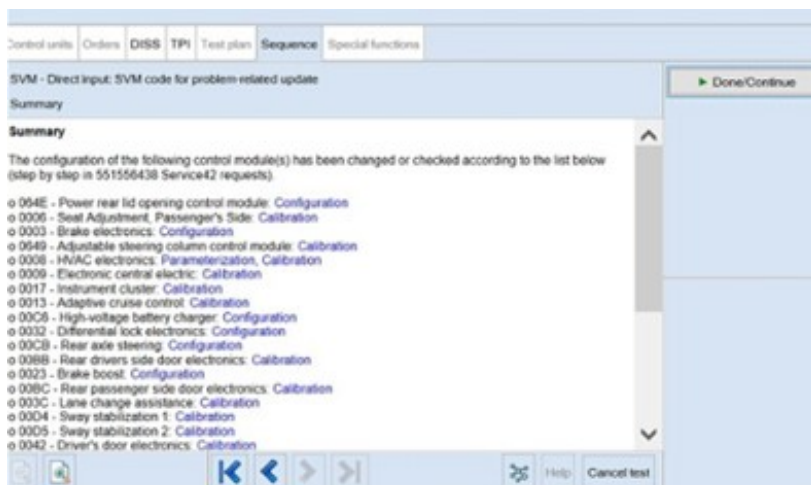 Control units Orders DISS TPI Test plan Sequence Special functions
SVM - Direct input: SVM code for problem-related update
Done/Continue
Summary
Summary
The configuration of the following control module(s) has been changed or checked according to the list below
(step by step in 551556438 Service42 requests).
o 064E - Power rear lid opening control module: Configuration
o 0006 - Seat Adjustment, Passenger's Side: Calibration
o 0003 - Brake electronics: Configuration
o 0649 - Adjustable steering column control module: Calibration
o 0008 - HVAC electronics: Parameterization, Calibration
o 0009 - Electronic central electric: Calibration
o 0017 - Instrument cluster: Calibration
o 0013 - Adaptive cruise control: Calibration
o 00C6 - High-voltage battery charger: Configuration
o 0032 - Differential lock electronics: Configuration
o 00CB - Rear axle steering: Configuration
o 00BB - Rear drivers side door electronics: Calibration
o 0023 - Brake boost: Configuration
o 00BC - Rear passenger side door electronics: Calibration
o 003C - Lane change assistance: Calibration
o 00D4 - Sway stabilization 1: Calibration
o 00D5 - Sway stabilization 2: Calibration
o 0042 - Driver's door electronics: Calibration
Help Cancel test